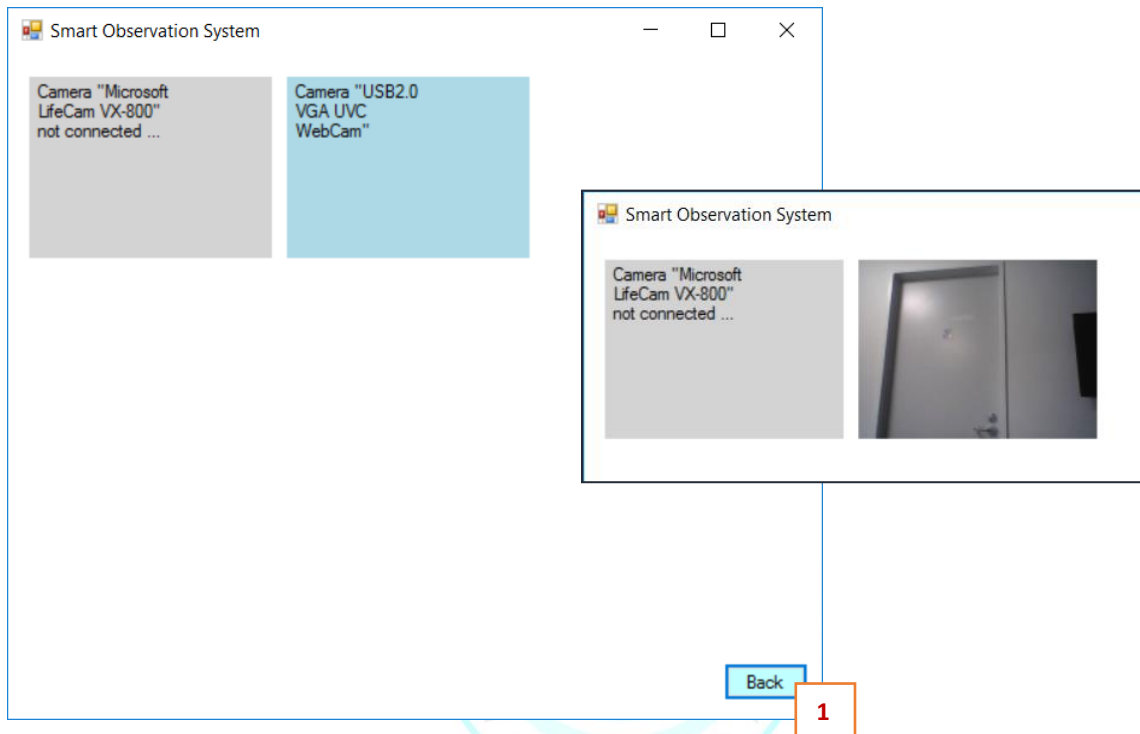 Smart Observation System
Camera "Microsoft
LifeCam VX-800"
not connected ...
Camera "USB2.0
VGA UVC
WebCam"
Smart Observation System
Camera "Microsoft
LifeCam VX-800"
not connected ...
Back
1